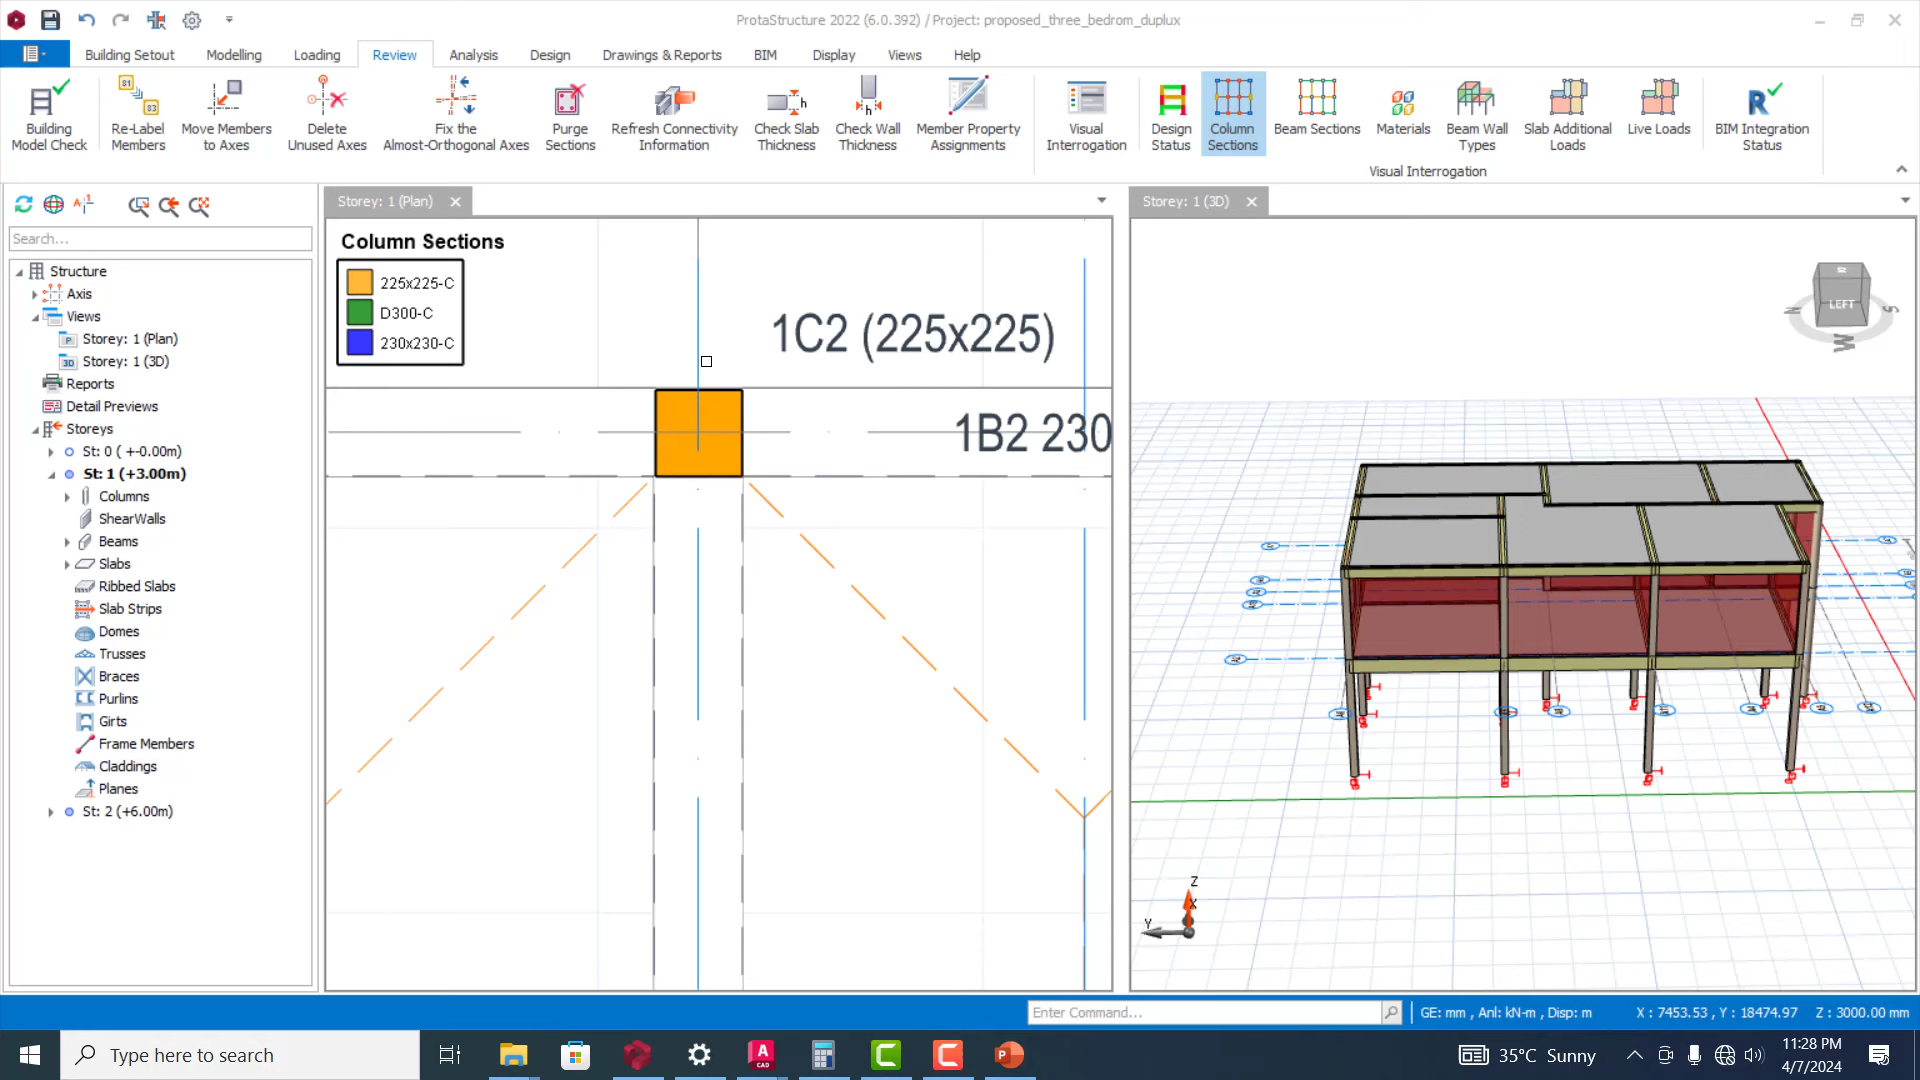 ProtaStructure 2022 (6.0.392) / Project: proposed_three_bedrom_duplux
Building Setout
Modelling
Loading
Review
Analysis
Design
Drawings & Reports
BIM
Display
Views
Help
Building
Model Check
Re-Label
Members
Move Members
to Axes
Delete
Unused Axes
Fix the
Almost-Orthogonal Axes
Purge
Sections
Refresh Connectivity
Information
Check Slab
Thickness
Check Wall
Thickness
Member Property
Assignments
Visual
Interrogation
Design
Status
Column
Sections
Beam Sections
Materials
Beam Wall
Types
Slab Additional
Loads
Live Loads
BIM Integration
Status
Visual Interrogation
Search...
Structure
Axis
Views
Storey: 1 (Plan)
Storey: 1 (3D)
Reports
Detail Previews
Storeys
St: 0 ( +-0.00m)
St: 1 (+3.00m)
Columns
ShearWalls
Beams
Slabs
Ribbed Slabs
Slab Strips
Domes
Trusses
Braces
Purlins
Girts
Frame Members
Claddings
Planes
St: 2 (+6.00m)
Storey: 1 (Plan)
Column Sections
225x225-C
D300-C
230x230-C
1C2 (225x225)
1B2 230
Storey: 1 (3D)
LEFT
N
S
W
Z
X
Y
Enter Command...
GE: mm , Anl: kN-m , Disp: m
X : 7453.53 , Y : 18474.97
Z : 3000.00 mm
Type here to search
35°C Sunny
11:28 PM
4/7/2024